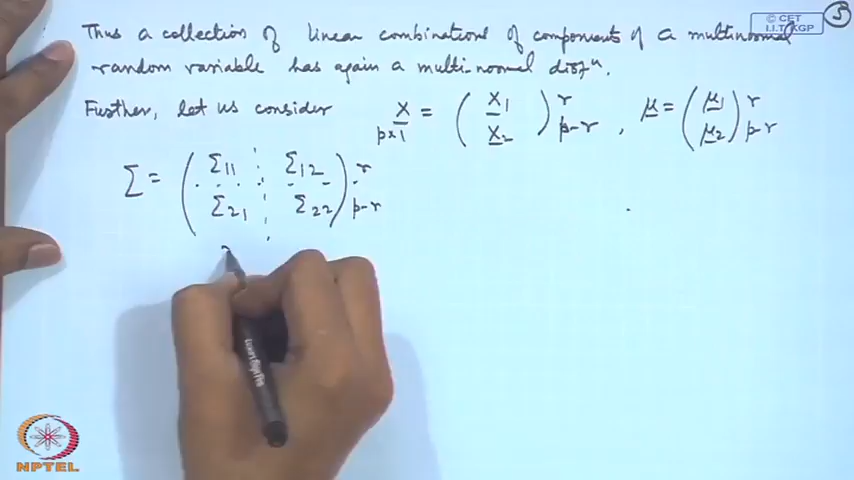 © CET
I.I.T. KGP
5
Thus a collection of linear combinations of components of a multinormal
random variable has again a multi-normal distⁿ.
Further, let us consider X p×1 = ( X1 X2 ) r p-r , μ = ( μ1 μ2 ) r p-r
Σ = ( Σ11 Σ12 Σ21 Σ22 ) r p-r
NPTEL